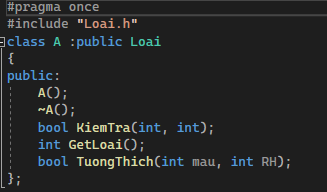 #pragma once
#include "Loai.h"
class A :public Loai
{
public:
    A();
    ~A();
    bool KiemTra(int, int);
    int GetLoai();
    bool TuongThich(int mau, int RH);
};